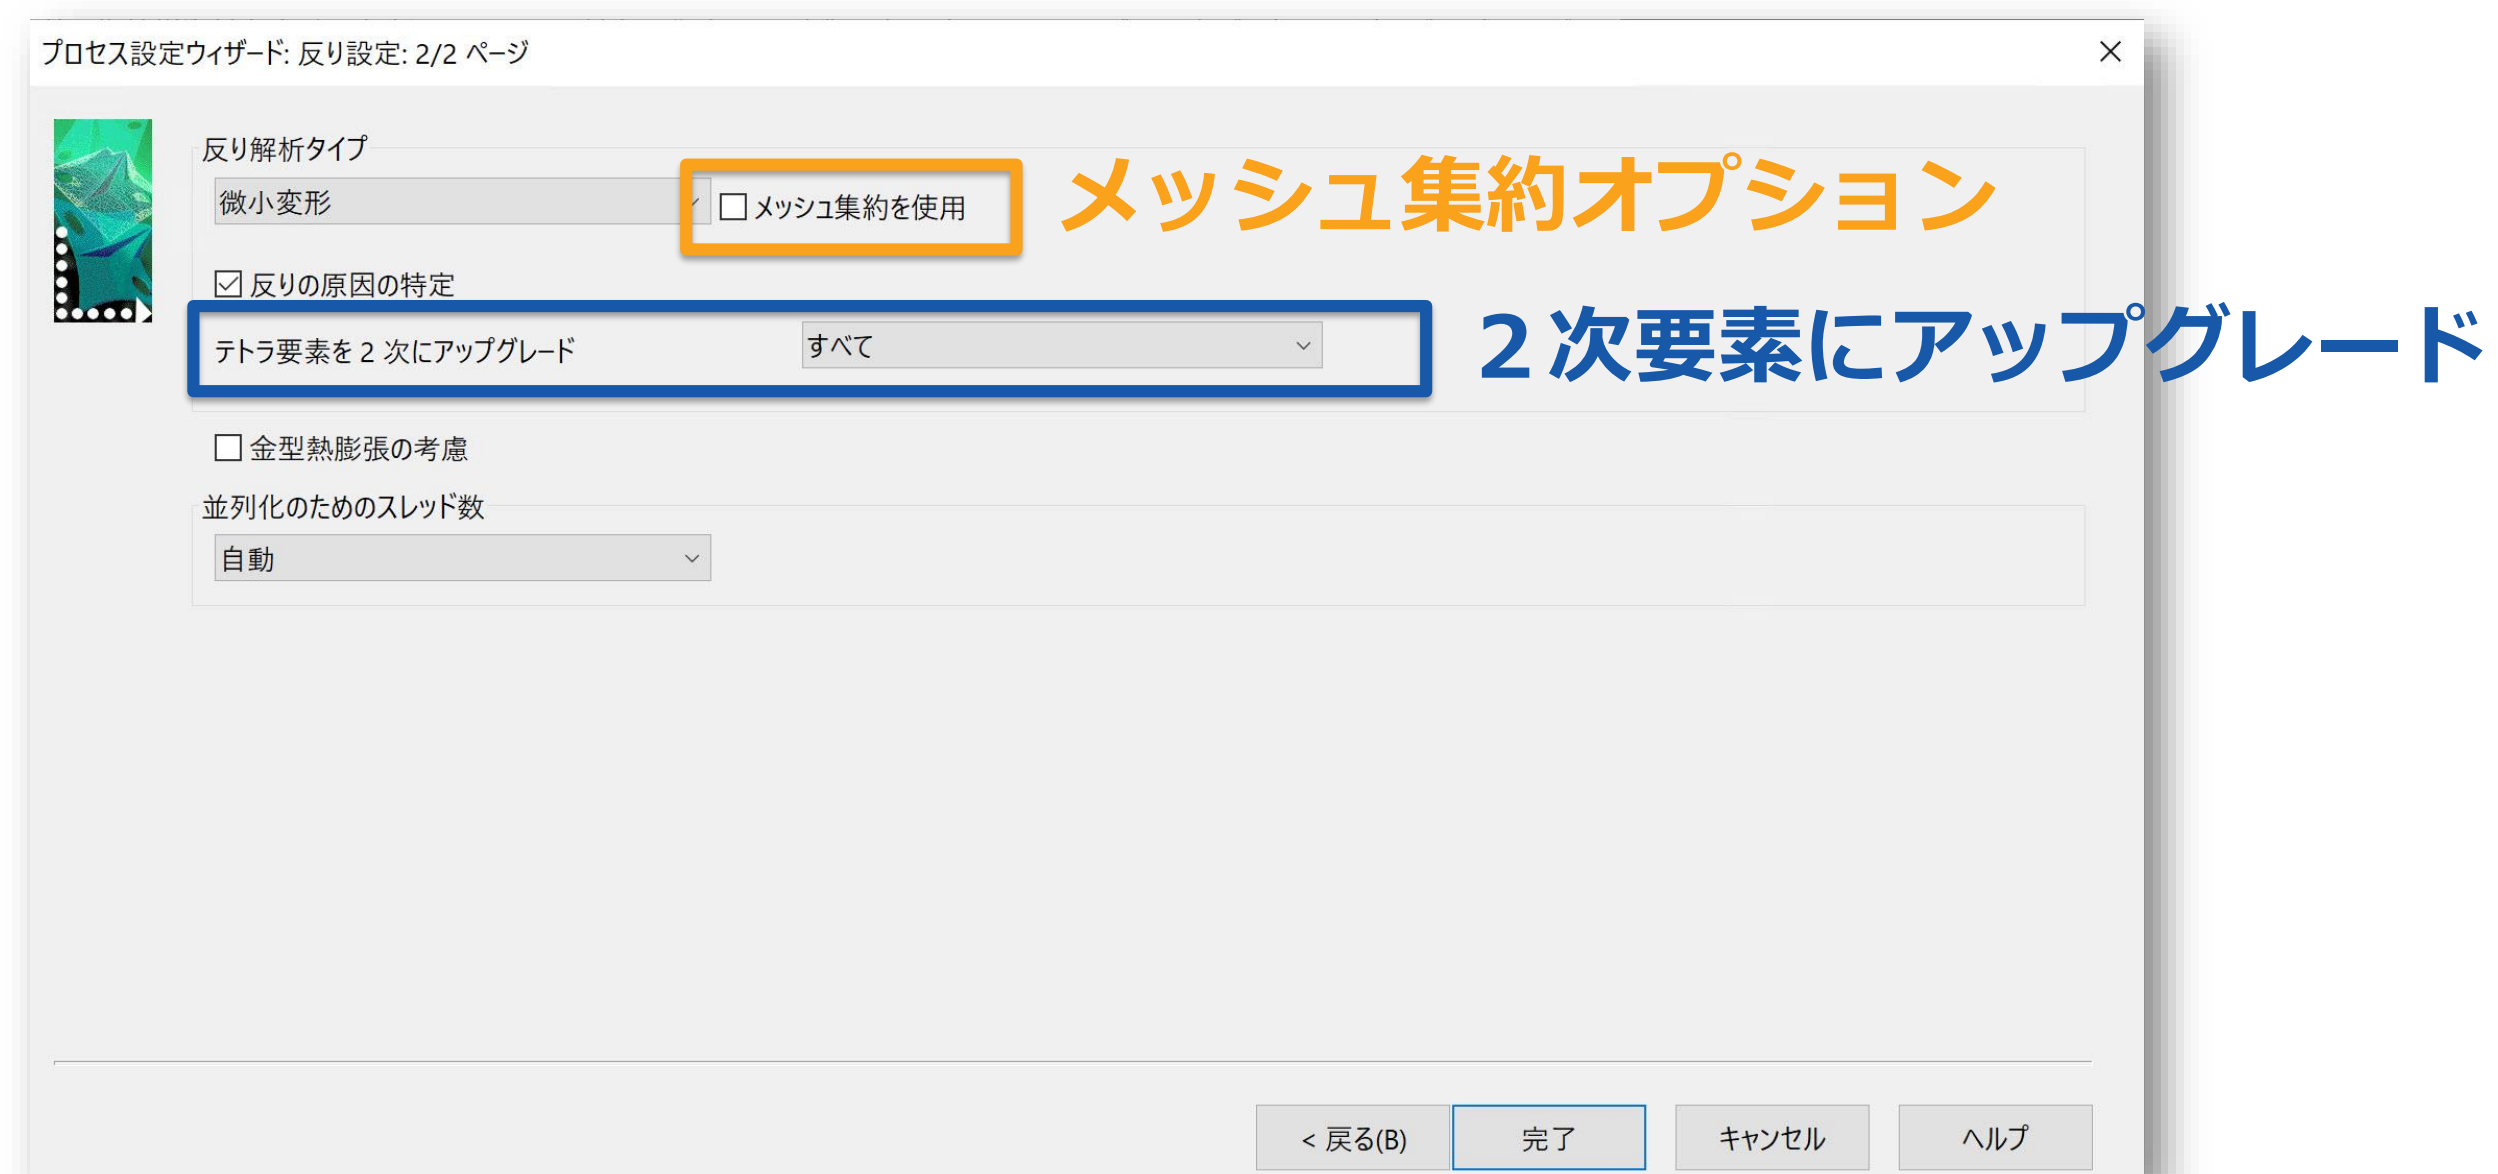 プロセス設定ウィザード: 反り設定: 2/2 ページ
反り解析タイプ
微小変形
メッシュ集約を使用
メッシュ集約オプション
反りの原因の特定
テトラ要素を 2 次にアップグレード
すべて
２次要素にアップグレード
金型熱膨張の考慮
並列化のためのスレッド数
自動
< 戻る(B)
完了
キャンセル
ヘルプ